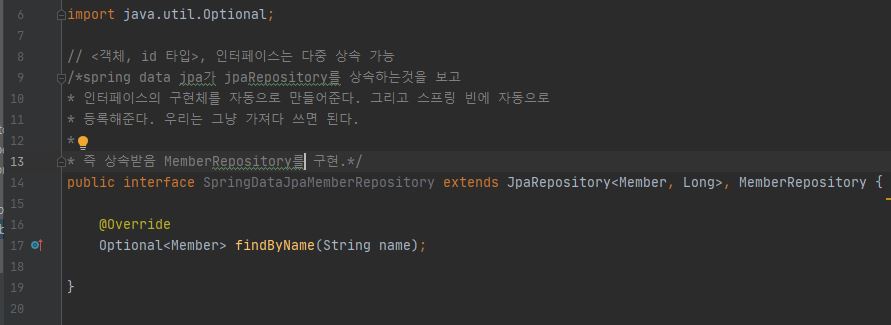 6 import java.util.Optional;
7
8 // <객체, id 타입>, 인터페이스는 다중 상속 가능
9 /*spring data jpa가 jpaRepository를 상속하는것을 보고
10 * 인터페이스의 구현체를 자동으로 만들어준다. 그리고 스프링 빈에 자동으로
11 * 등록해준다. 우리는 그냥 가져다 쓰면 된다.
12 *
13 * 즉 상속받음 MemberRepository를 구현.*/
14 public interface SpringDataJpaMemberRepository extends JpaRepository<Member, Long>, MemberRepository {
15
16 @Override
17 Optional<Member> findByName(String name);
18
19 }
20